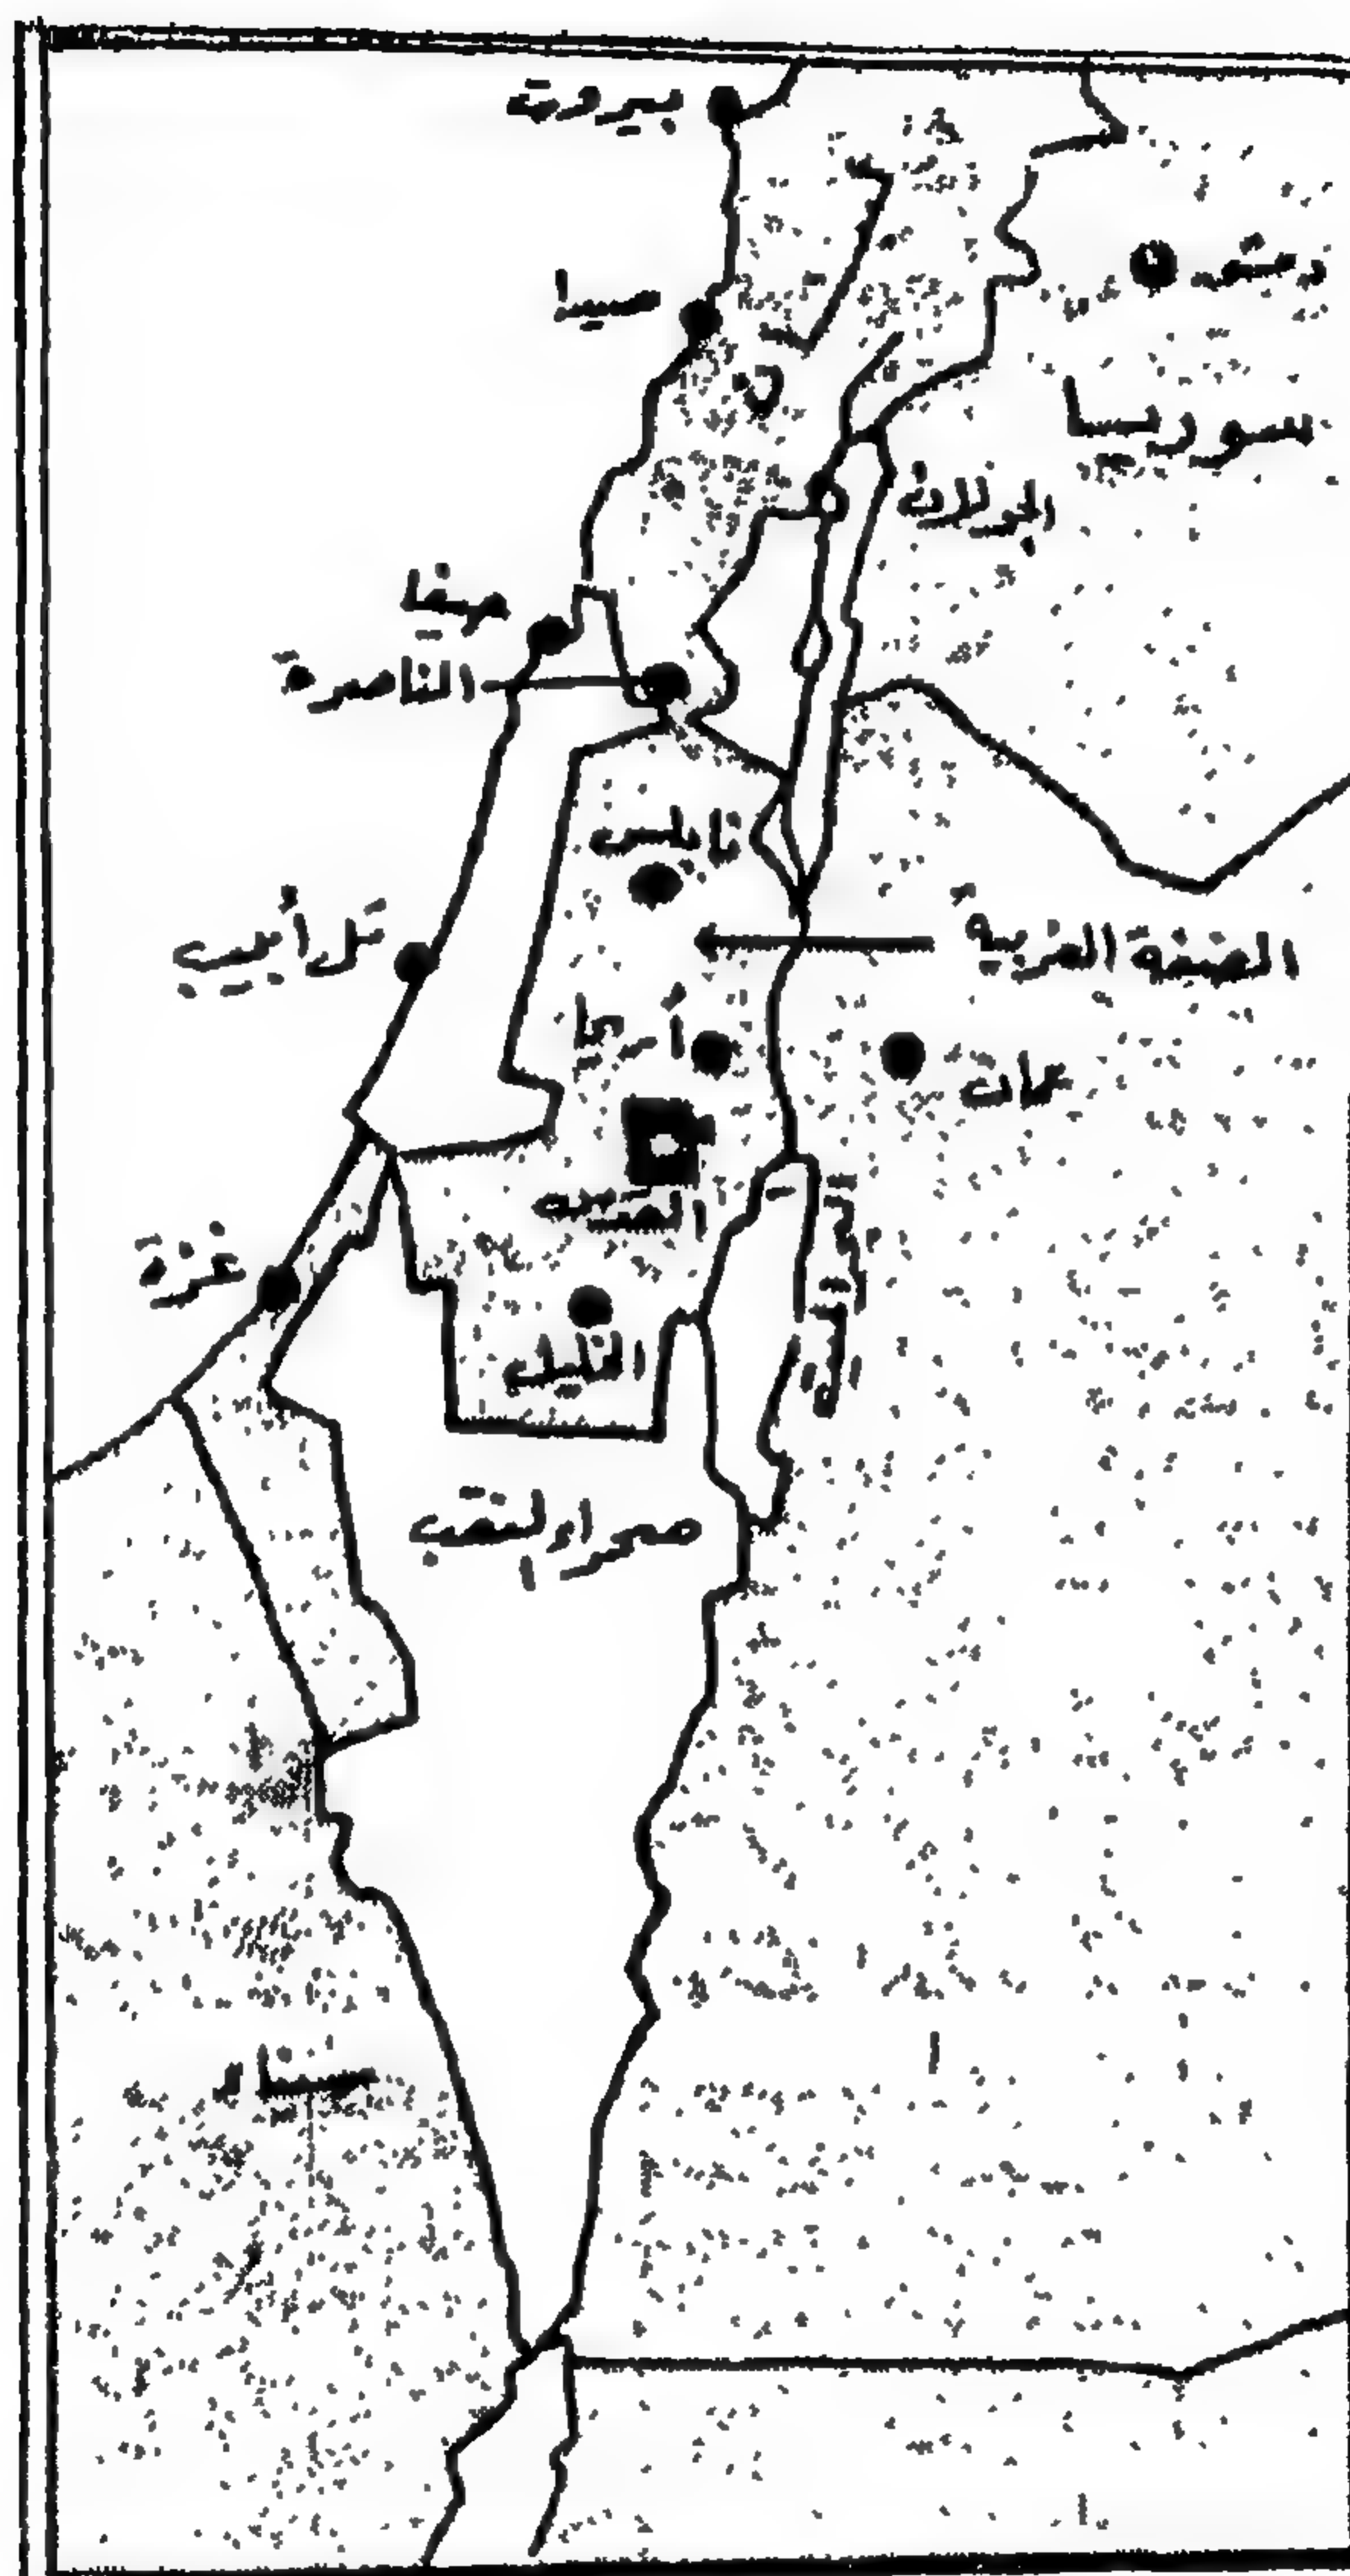 بيروت
دمشق
صيدا
سوريا
الجولان
حيفا
الناصرة
نابلس
تل أبيب
الضفة الغربية
أريحا
عمان
القدس
غزة
الخليل
صحراء النقب
سيناء